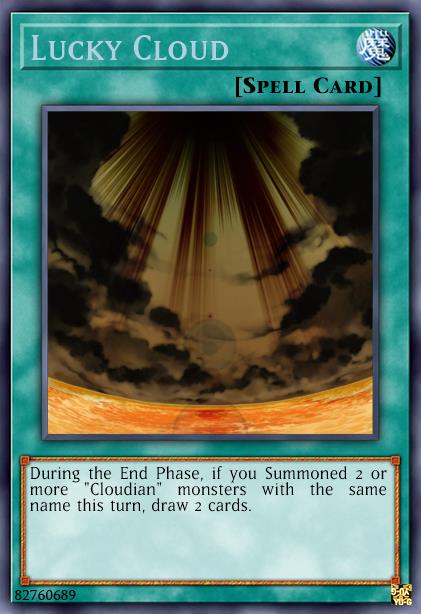 Lucky Cloud
魔
[Spell Card]
During the End Phase, if you Summoned 2 or
more "Cloudian" monsters with the same
name this turn, draw 2 cards.
82760689